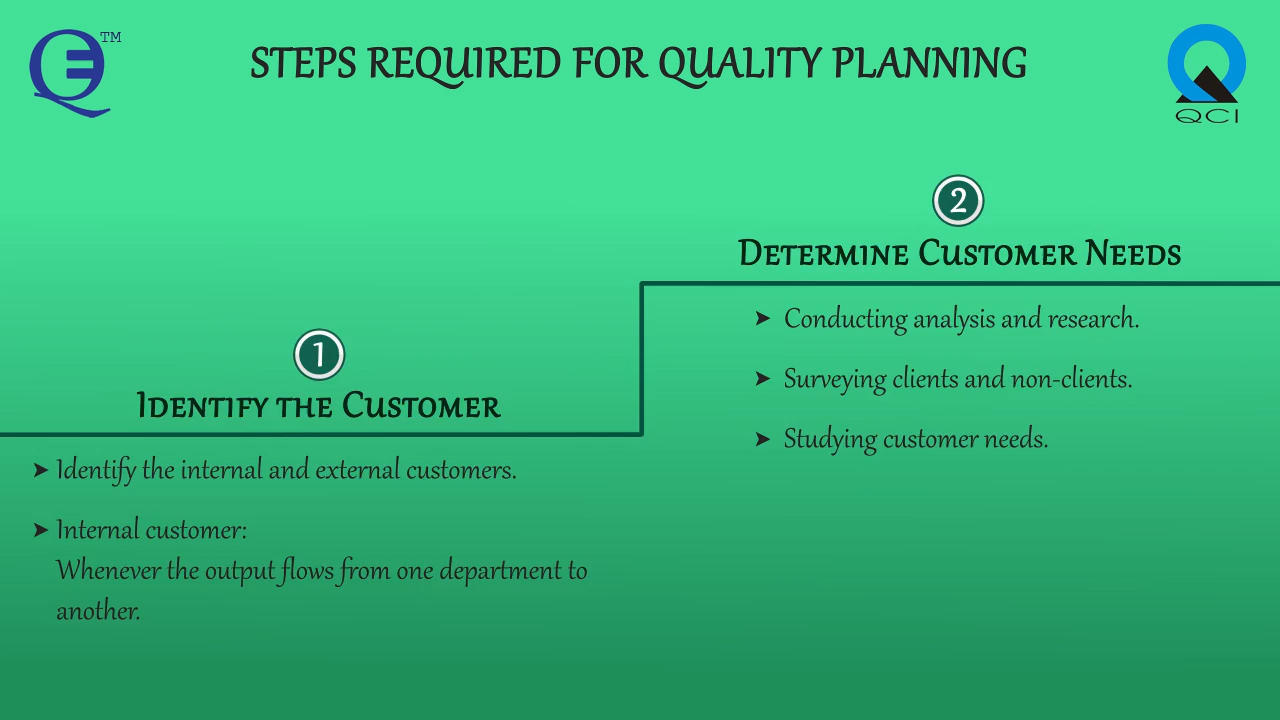 TM
STEPS REQUIRED FOR QUALITY PLANNING
QCI
1
Identify the Customer
➤ Identify the internal and external customers.
➤ Internal customer:
Whenever the output flows from one department to
another.
2
Determine Customer Needs
➤ Conducting analysis and research.
➤ Surveying clients and non-clients.
➤ Studying customer needs.